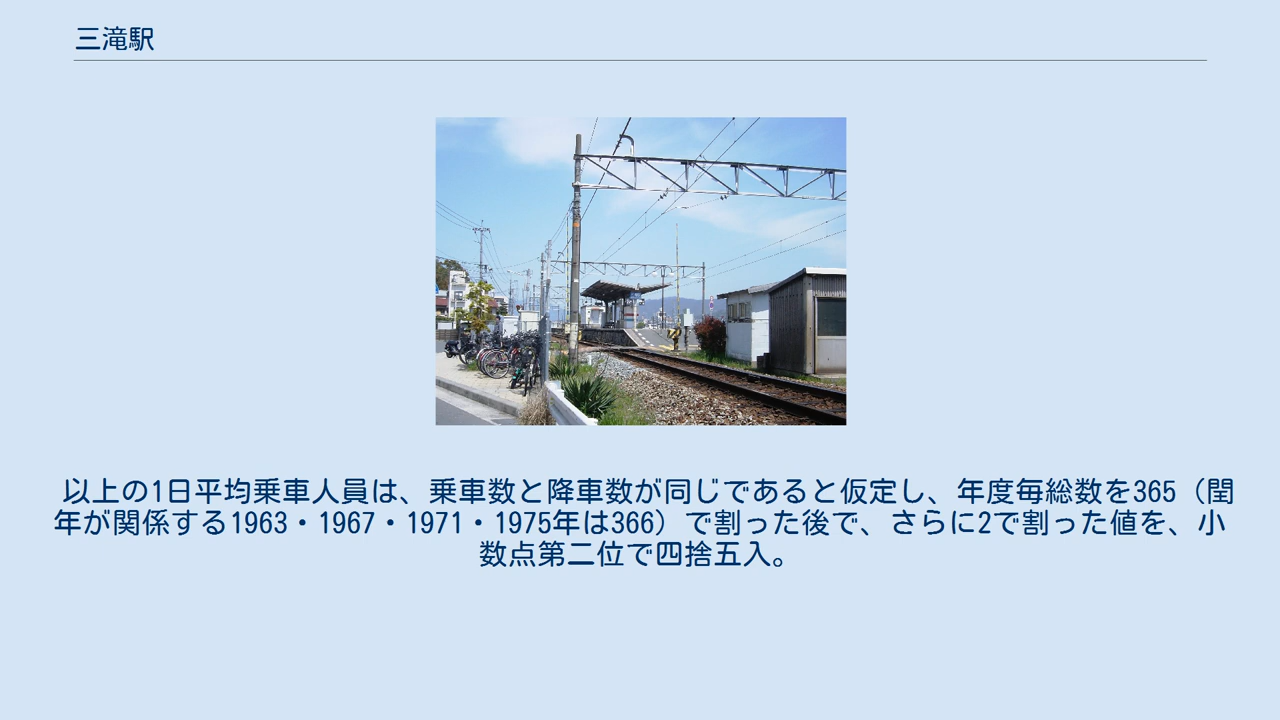 三滝駅
以上の1日平均乗車人員は、乗車数と降車数が同じであると仮定し、年度毎総数を365（閏
年が関係する1963・1967・1971・1975年は366）で割った後で、さらに2で割った値を、小
数点第二位で四捨五入。